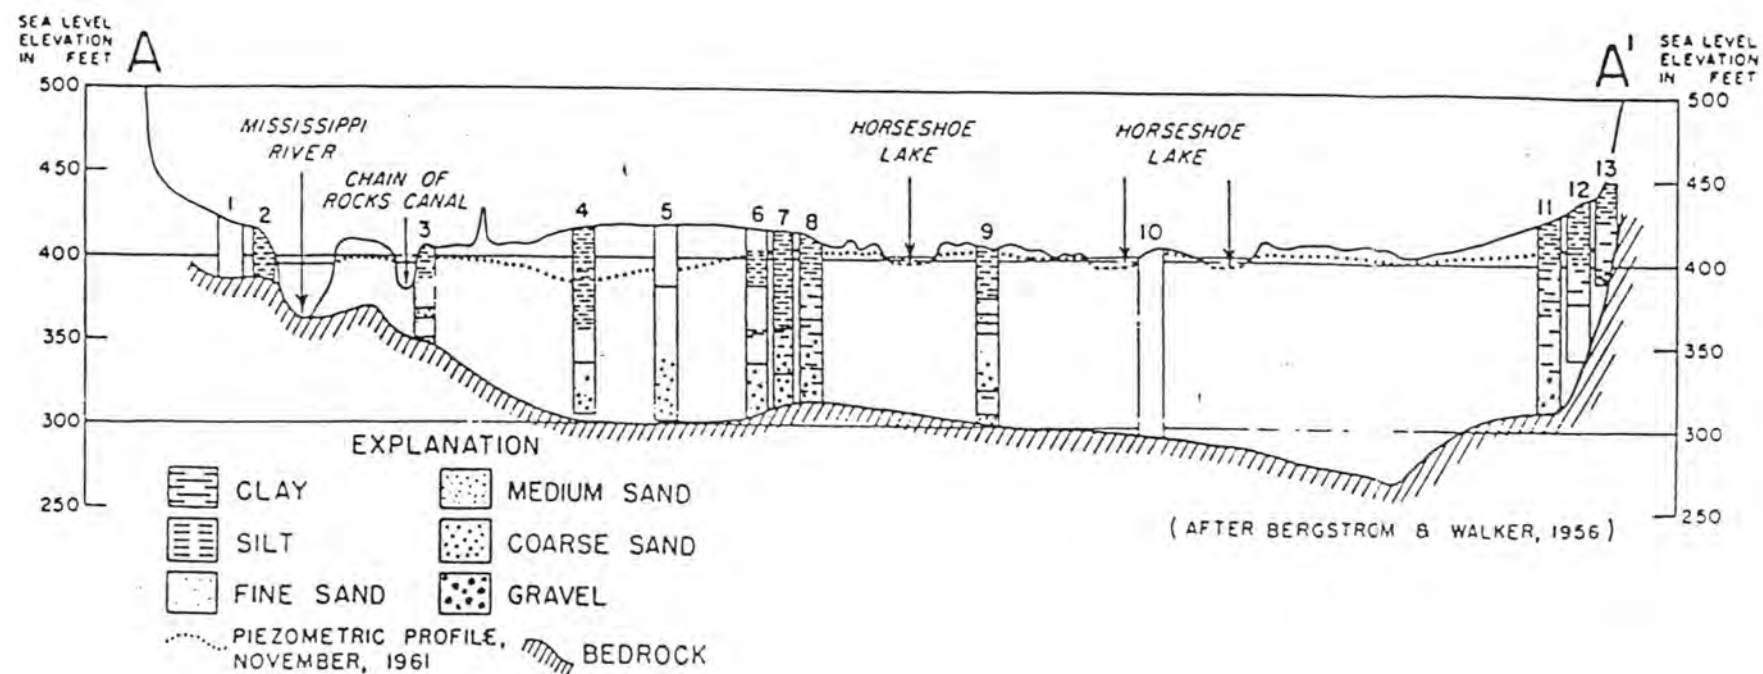 SEA LEVEL
ELEVATION
IN FEET
A
A'
SEA LEVEL
ELEVATION
IN FEET
500
500
MISSISSIPPI
RIVER
HORSESHOE
LAKE
HORSESHOE
LAKE
450
450
CHAIN OF
ROCKS CANAL
1
2
3
4
5
6
7
8
9
10
11
12
13
400
400
350
350
300
300
250
250
EXPLANATION
CLAY
MEDIUM SAND
SILT
COARSE SAND
FINE SAND
GRAVEL
PIEZOMETRIC PROFILE,
NOVEMBER, 1961
BEDROCK
(AFTER BERGSTROM & WALKER, 1956)